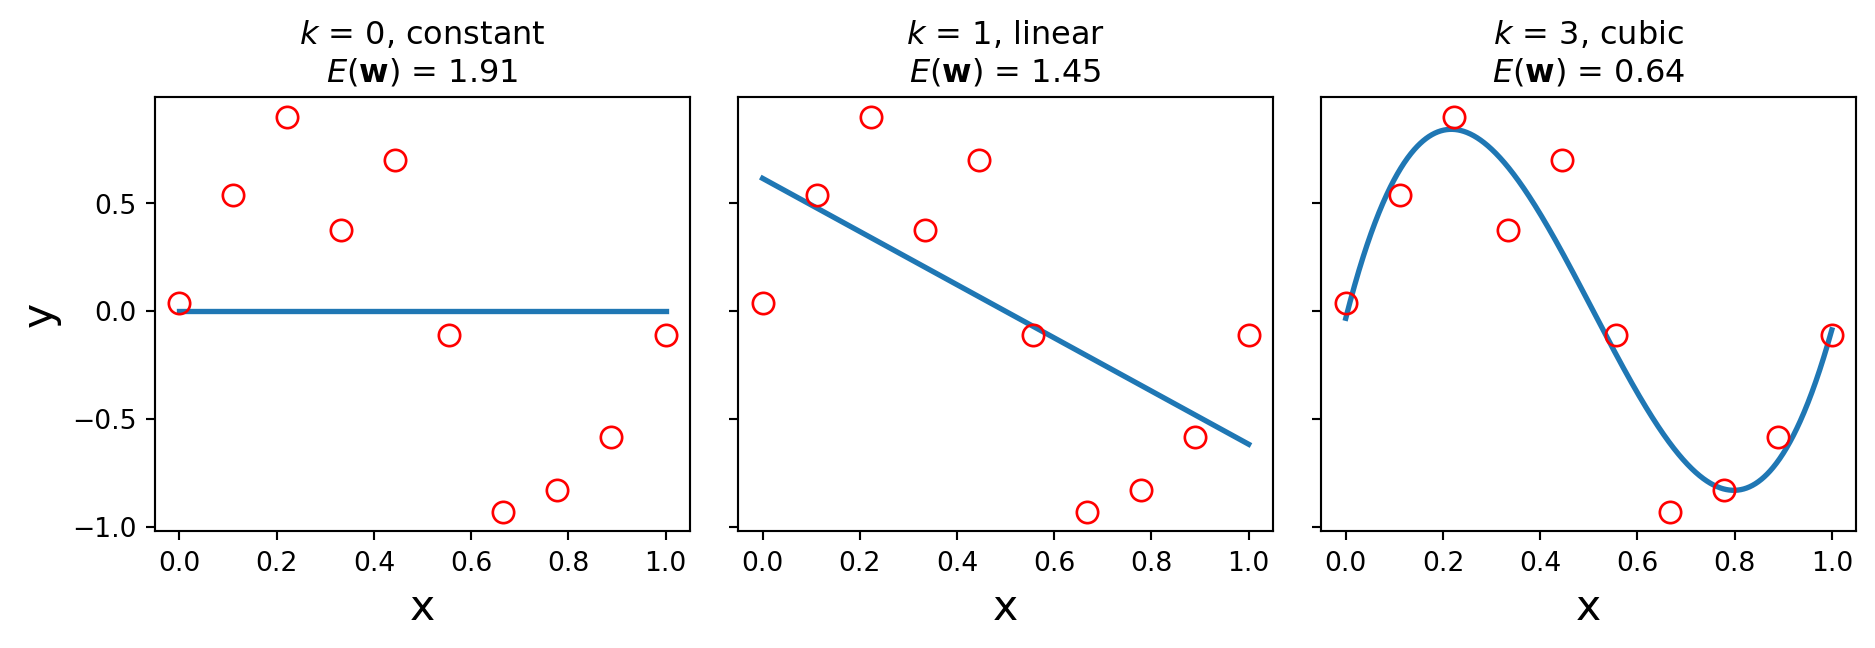 k = 0, constant
E(w) = 1.91
k = 1, linear
E(w) = 1.45
k = 3, cubic
E(w) = 0.64
y
0.5
0.0
−0.5
−1.0
0.0 0.2 0.4 0.6 0.8 1.0
x
0.0 0.2 0.4 0.6 0.8 1.0
x
0.0 0.2 0.4 0.6 0.8 1.0
x